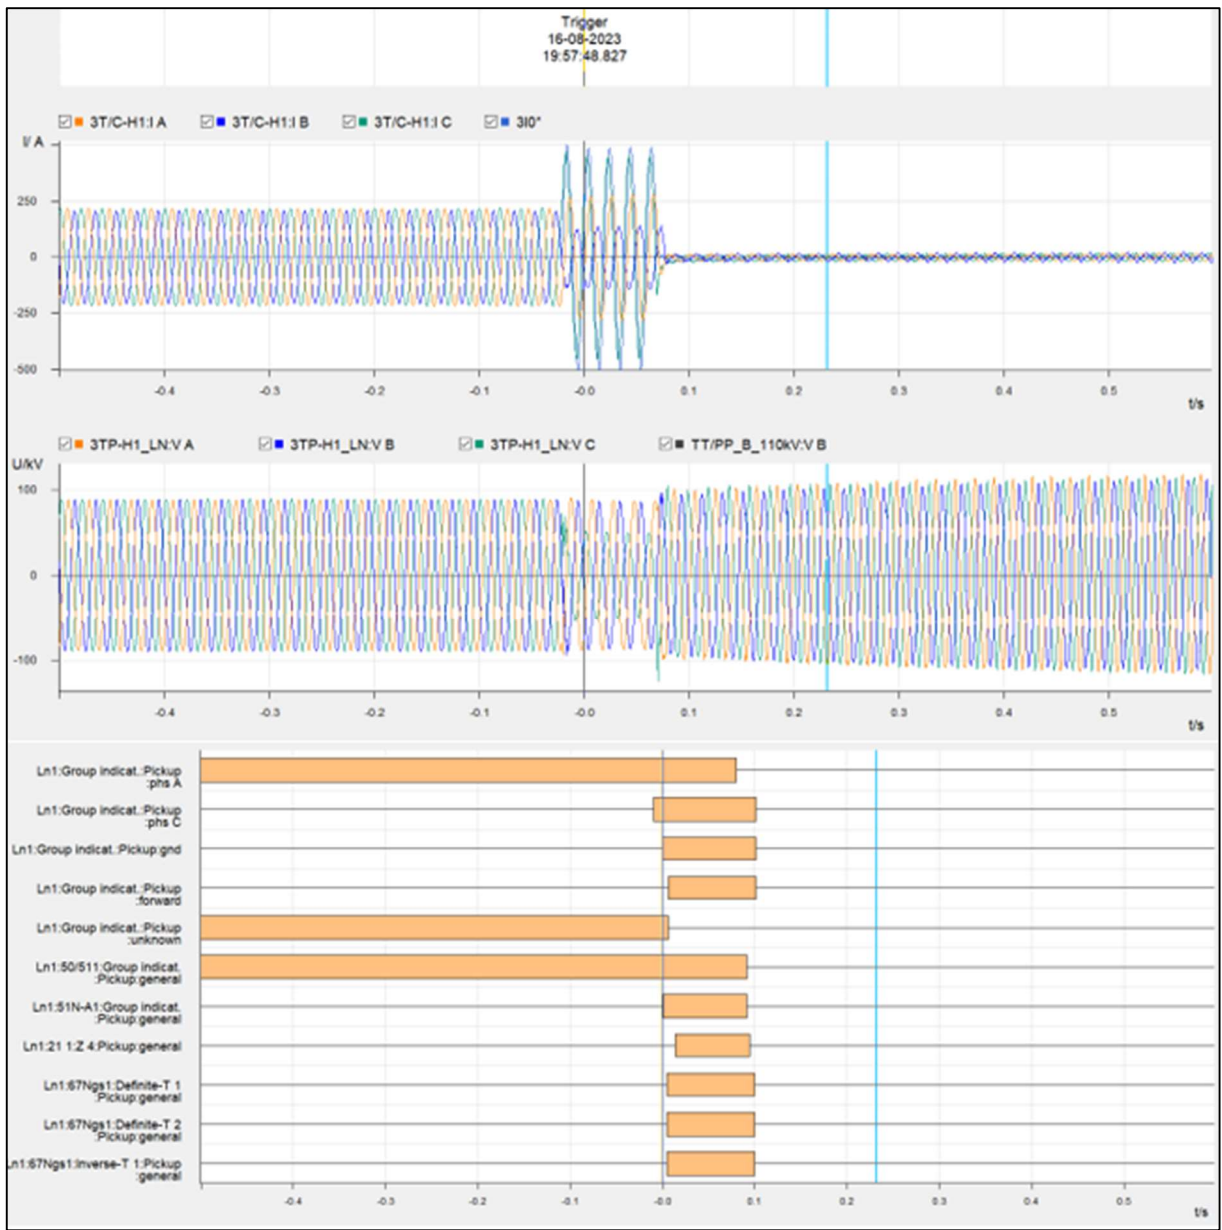 Trigger
16-08-2023
19:57:48.827
3T/C-H1:I A 3T/C-H1:I B 3T/C-H1:I C 3I0*
I/ A
250
0
-250
-500
-0.4 -0.3 -0.2 -0.1 -0.0 0.1 0.2 0.3 0.4 0.5
t/s
3TP-H1_LN:V A 3TP-H1_LN:V B 3TP-H1_LN:V C TT/PP_B_110kV:V B
U/kV
100
0
-100
-0.4 -0.3 -0.2 -0.1 -0.0 0.1 0.2 0.3 0.4 0.5
t/s
Ln1:Group indicat.:Pickup
:phs A
Ln1:Group indicat.:Pickup
:phs C
Ln1:Group indicat.:Pickup:gnd
Ln1:Group indicat.:Pickup
:forward
Ln1:Group indicat.:Pickup
:unknown
Ln1:50/511:Group indicat.
:Pickup:general
Ln1:51N-A1:Group indicat.
:Pickup:general
Ln1:21 1:Z 4:Pickup:general
Ln1:67Ngs1:Definite-T 1
:Pickup:general
Ln1:67Ngs1:Definite-T 2
:Pickup:general
Ln1:67Ngs1:Inverse-T 1:Pickup
:general
-0.4 -0.3 -0.2 -0.1 -0.0 0.1 0.2 0.3 0.4 0.5
t/s